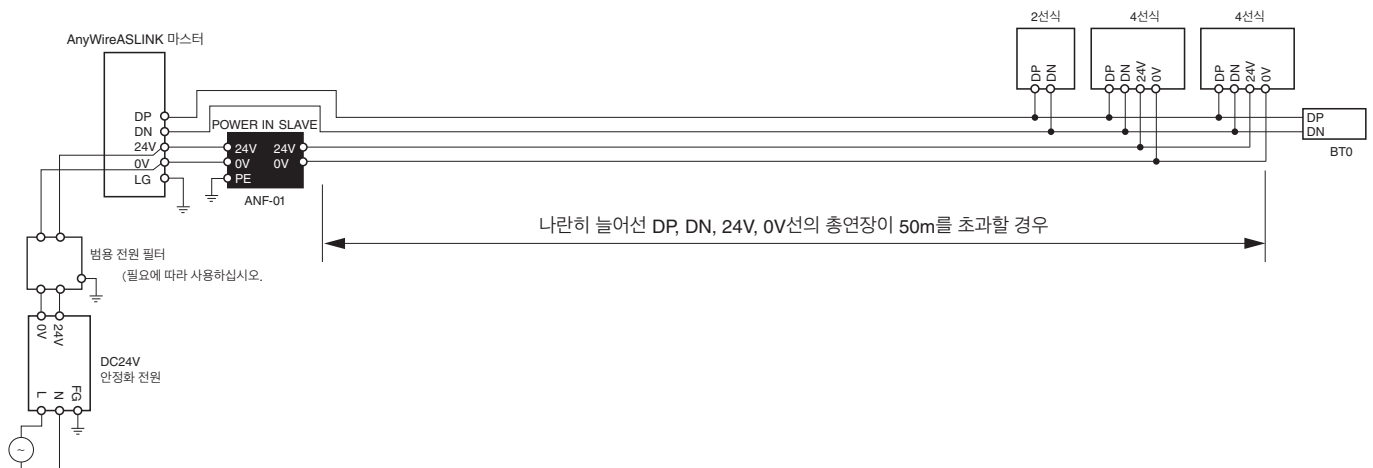 2선식
4선식
4선식
AnyWireASLINK 마스터
DP
DN
DP
DN
24V
0V
DP
DN
24V
0V
DP
DN
24V
0V
LG
POWER IN SLAVE
24V
24V
0V
0V
PE
ANF-01
DP
DN
BT0
나란히 늘어선 DP, DN, 24V, 0V선의 총연장이 50m를 초과할 경우
범용 전원 필터
(필요에 따라 사용하십시오.
0V
24V
DC24V
안정화 전원
L
N
FG
~